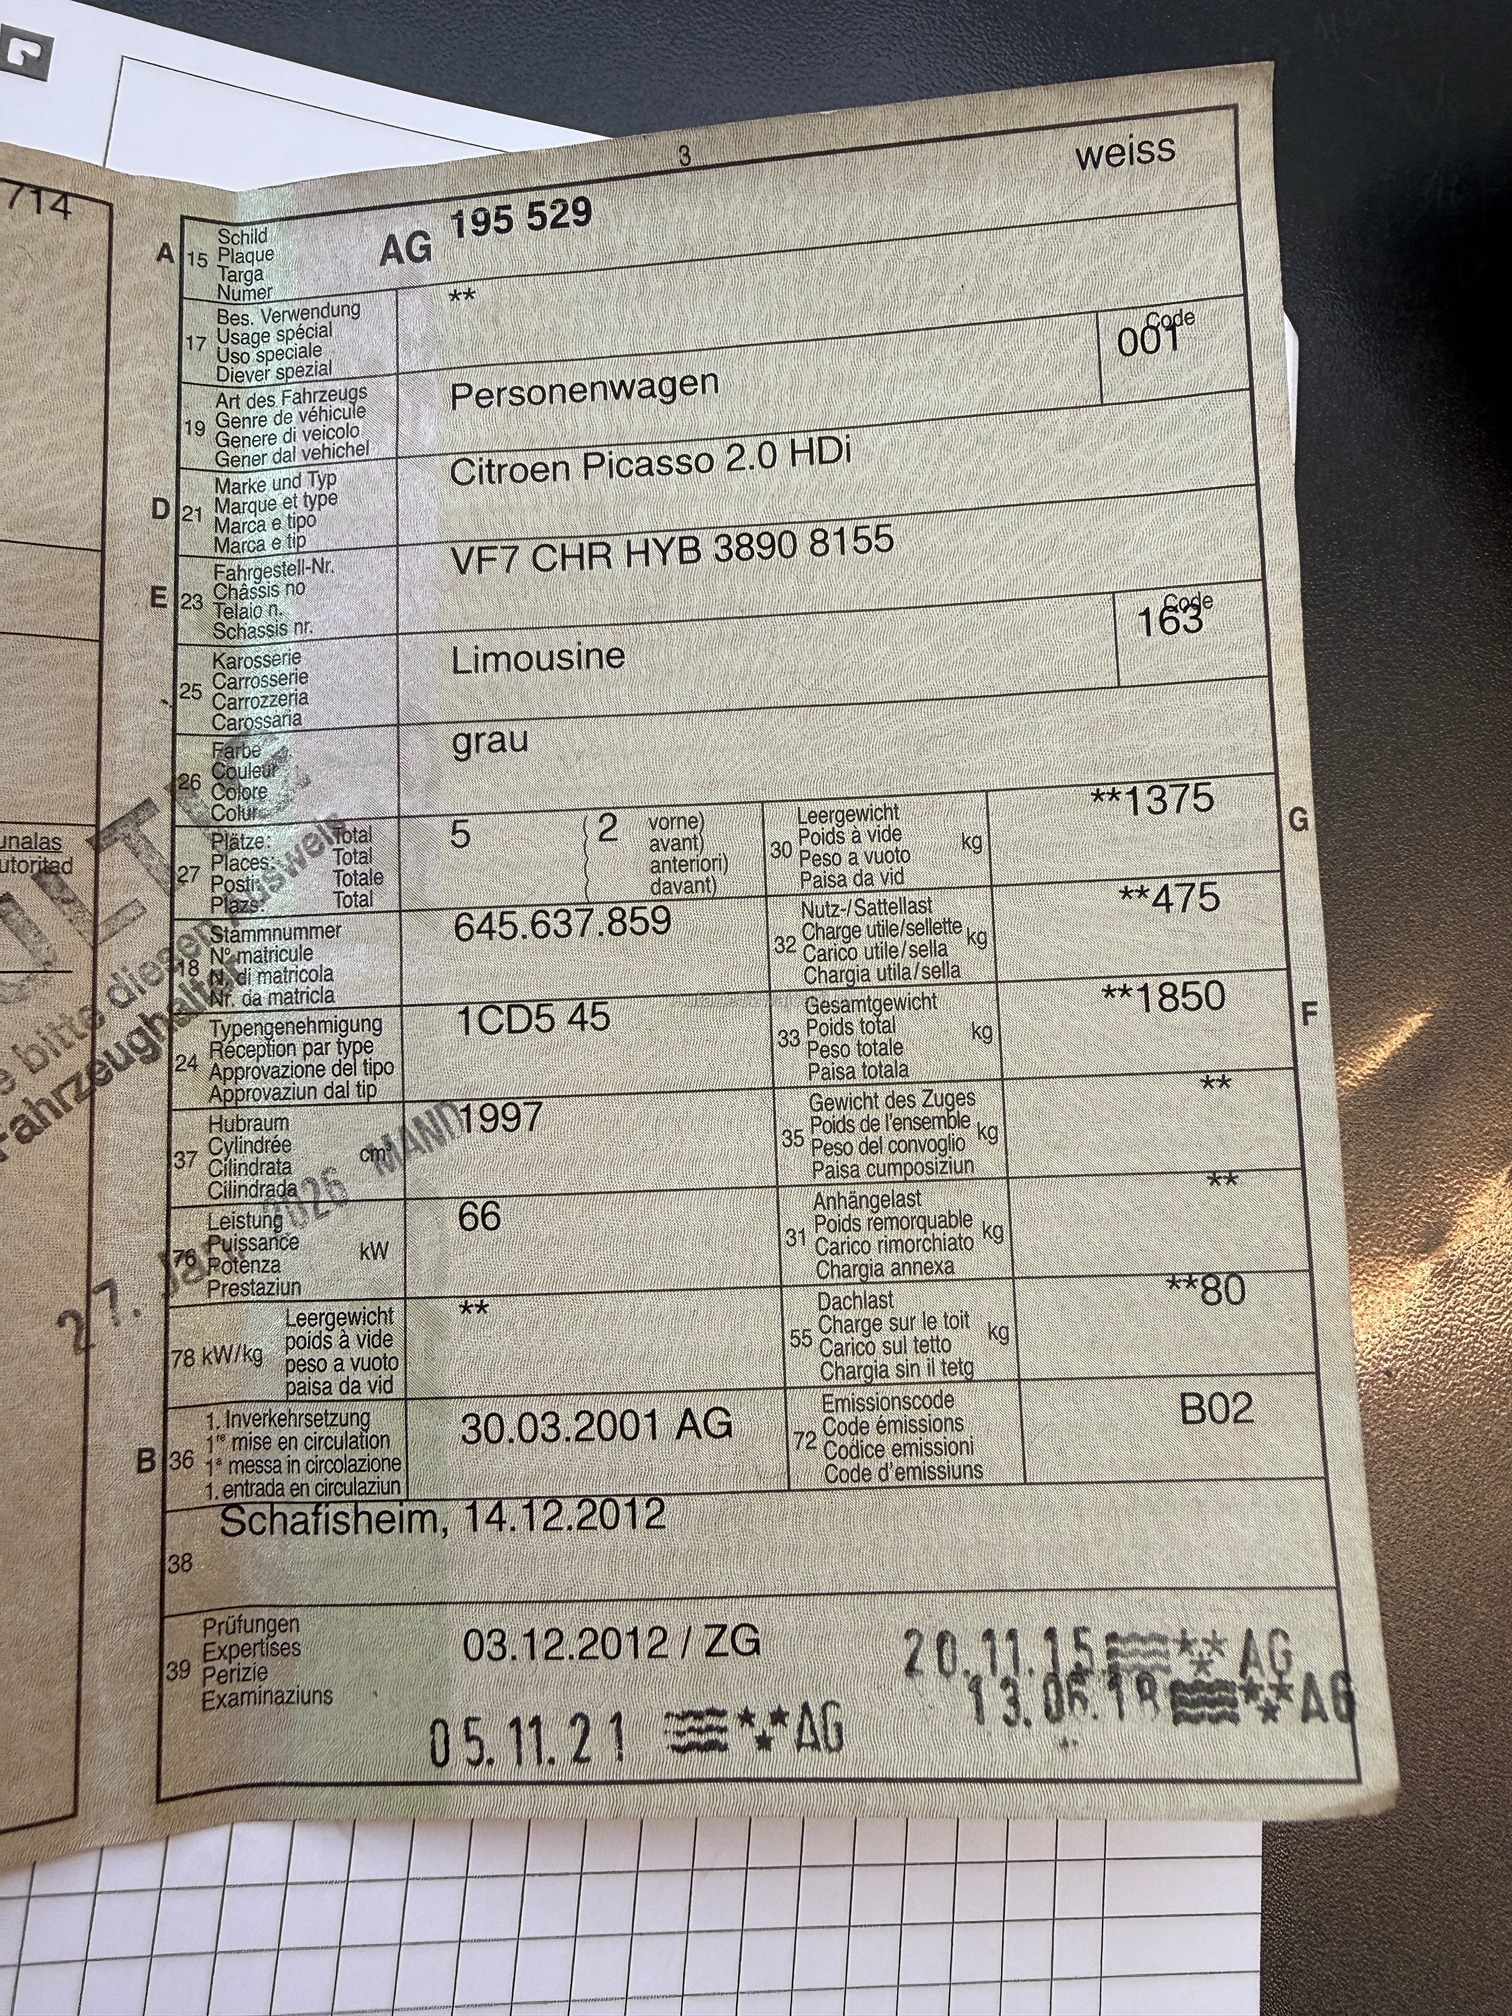 3
714
weiss
A 15 Schild
Plaque
Targa
Numer
AG 195 529
17 Bes. Verwendung
Usage spécial
Uso speciale
Diever spezial
**
19 Art des Fahrzeugs
Genre de véhicule
Genere di veicolo
Gener dal vehichel
Personenwagen
Code
001
D 21 Marke und Typ
Marque et type
Marca e tipo
Marca e tip
Citroen Picasso 2.0 HDi
E 23 Fahrgestell-Nr.
Châssis no
Telaio n.
Schassis nr.
VF7 CHR HYB 3890 8155
25 Karosserie
Carrosserie
Carrozzeria
Carossaria
Limousine
Code
163
26 Farbe
Couleur
Colore
Colur
grau
27 Plätze: Total
Places: Total
Posti: Totale
Plazs: Total
5 ( 2 vorne)
avant)
anteriori)
davant)
30 Leergewicht
Poids à vide
Peso a vuoto
Paisa da vid
kg
**1375
G
18 Stammnummer
N° matricule
N. di matricola
Nr. da matricla
645.637.859
32 Nutz-/Sattellast
Charge utile/sellette
Carico utile/sella
Chargia utila/sella
kg
**475
24 Typengenehmigung
Réception par type
Approvazione del tipo
Approvaziun dal tip
1CD5 45
33 Gesamtgewicht
Poids total
Peso totale
Paisa totala
kg
**1850
F
37 Hubraum
Cylindrée
Cilindrata
Cilindrada
cm³
1997
35 Gewicht des Zuges
Poids de l'ensemble
Peso del convoglio
Paisa cumposiziun
kg
**
76 Leistung
Puissance
Potenza
Prestaziun
kW
66
31 Anhängelast
Poids remorquable
Carico rimorchiato
Chargia annexa
kg
**
78 kW/kg Leergewicht
poids à vide
peso a vuoto
paisa da vid
**
55 Dachlast
Charge sur le toit
Carico sul tetto
Chargia sin il tetg
kg
**80
B 36 1. Inverkehrsetzung
1re mise en circulation
1a messa in circolazione
1. entrada en circulaziun
30.03.2001 AG
72 Emissionscode
Code émissions
Codice emissioni
Code d'emissiuns
B02
38 Schafisheim, 14.12.2012
39 Prüfungen
Expertises
Perizie
Examinaziuns
03.12.2012 / ZG
20.11.15 AG
13.06.18 AG
05.11.21 AG
unalas
utoritad
bitte diesen Ausweis
Fahrzeughalter
27. Jan. 2026 MAND